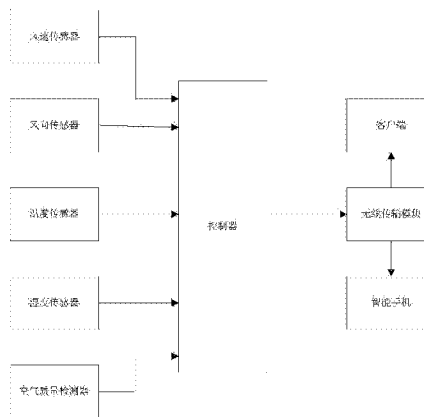 风速传感器
风向传感器
温度传感器
湿度传感器
空气质量检测器
控制器
客户端
无线传输模块
智能手机